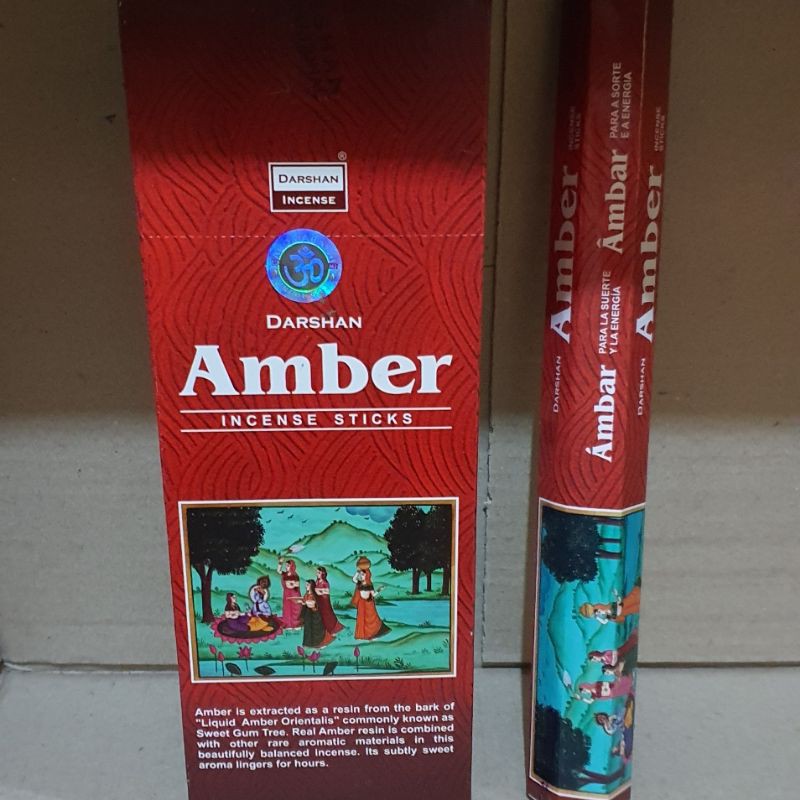 DARSHAN
INCENSE
®
DARSHAN
Amber
INCENSE STICKS
Amber is extracted as a resin from the bark of
"Liquid Amber Orientalis" commonly known as
Sweet Gum Tree. Real Amber resin is combined
with other rare aromatic materials in this
beautifully balanced incense. Its subtly sweet
aroma lingers for hours.
DARSHAN Amber INCENSE
STICKS
Ámbar PARA LA SUERTE
Y LA ENERGÍA
Âmbar PARA A SORTE
E A ENERGIA
DARSHAN Amber INCENSE
STICKS